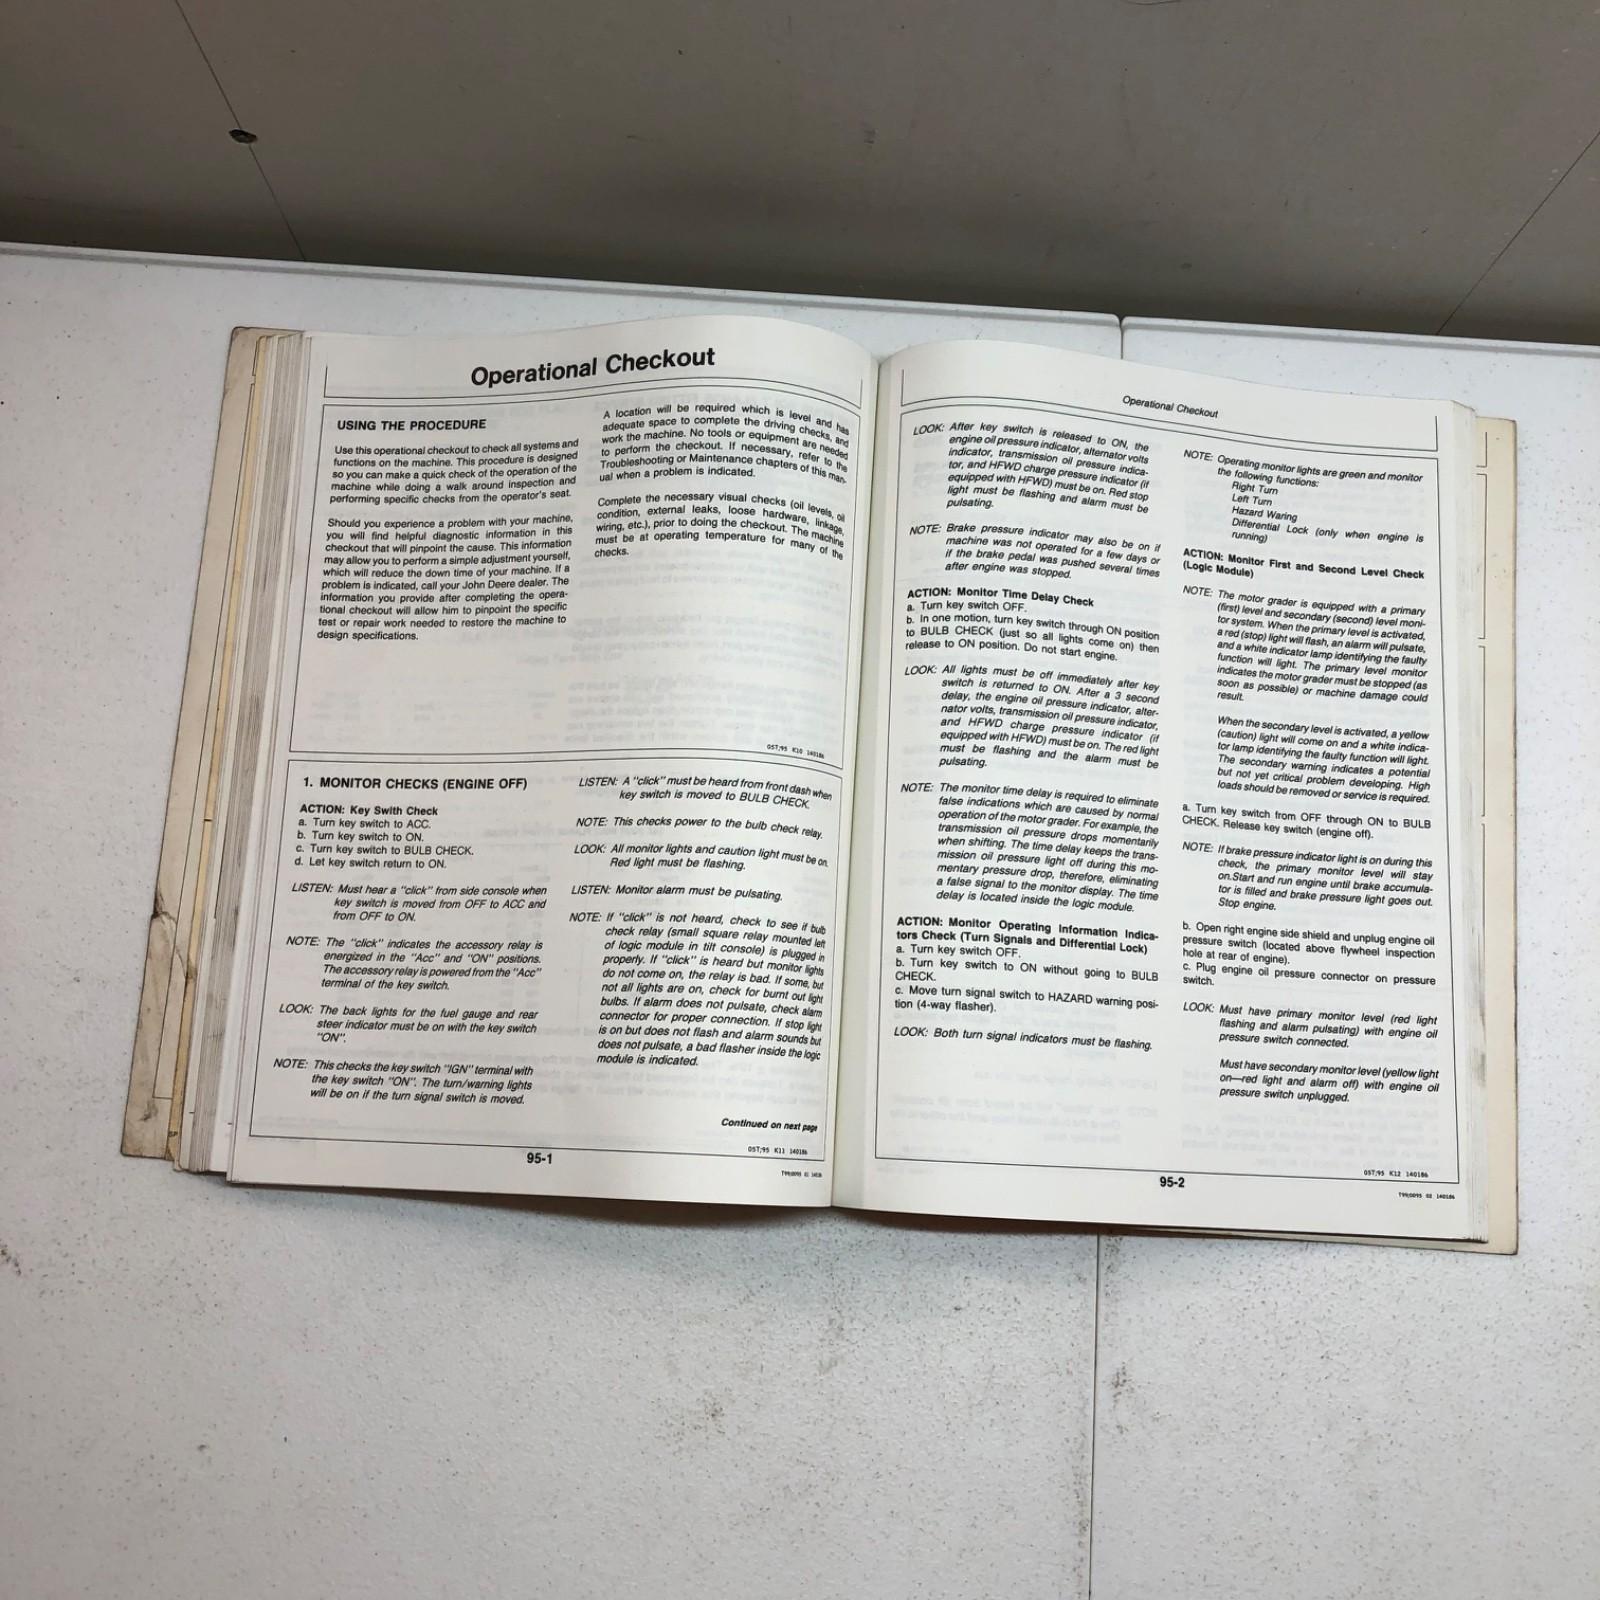 Operational Checkout
USING THE PROCEDURE
Use this operational checkout to check all systems and
functions on the machine. This procedure is designed
so you can make a quick check of the operation of the
machine while doing a walk around inspection and
performing specific checks from the operator's seat.
Should you experience a problem with your machine,
you will find helpful diagnostic information in this
checkout that will pinpoint the cause. This information
may allow you to perform a simple adjustment yourself,
which will reduce the down time of your machine. If a
problem is indicated, call your John Deere dealer. The
information you provide after completing the opera-
tional checkout will allow him to pinpoint the specific
test or repair work needed to restore the machine to
design specifications.
A location will be required which is level and has
adequate space to complete the driving checks, and
work the machine. No tools or equipment are needed
to perform the checkout. If necessary, refer to the
Troubleshooting or Maintenance chapters of this man-
ual when a problem is indicated.
Complete the necessary visual checks (oil levels, oil
condition, external leaks, loose hardware, linkage,
wiring, etc.), prior to doing the checkout. The machine
must be at operating temperature for many of the
checks.
05T;95 K10 140186
1. MONITOR CHECKS (ENGINE OFF)
ACTION: Key Swith Check
a. Turn key switch to ACC.
b. Turn key switch to ON.
c. Turn key switch to BULB CHECK.
d. Let key switch return to ON.
LISTEN: Must hear a "click" from side console when
key switch is moved from OFF to ACC and
from OFF to ON.
NOTE: The "click" indicates the accessory relay is
energized in the "Acc" and "ON" positions.
The accessory relay is powered from the "Acc"
terminal of the key switch.
LOOK: The back lights for the fuel gauge and rear
steer indicator must be on with the key switch
"ON".
NOTE: This checks the key switch "IGN" terminal with
the key switch "ON". The turn/warning lights
will be on if the turn signal switch is moved.
LISTEN: A "click" must be heard from front dash when
key switch is moved to BULB CHECK.
NOTE: This checks power to the bulb check relay.
LOOK: All monitor lights and caution light must be on.
Red light must be flashing.
LISTEN: Monitor alarm must be pulsating.
NOTE: If "click" is not heard, check to see if bulb
check relay (small square relay mounted left
of logic module in tilt console) is plugged in
properly. If "click" is heard but monitor lights
do not come on, the relay is bad. If some, but
not all lights are on, check for burnt out light
bulbs. If alarm does not pulsate, check alarm
connector for proper connection. If stop light
is on but does not flash and alarm sounds but
does not pulsate, a bad flasher inside the logic
module is indicated.
Continued on next page
05T;95 K11 140186
95-1
Operational Checkout
LOOK: After key switch is released to ON, the
engine oil pressure indicator, alternator volts
indicator, transmission oil pressure indica-
tor, and HFWD charge pressure indicator (if
equipped with HFWD) must be on. Red stop
light must be flashing and alarm must be
pulsating.
NOTE: Brake pressure indicator may also be on if
machine was not operated for a few days or
if the brake pedal was pushed several times
after engine was stopped.
ACTION: Monitor Time Delay Check
a. Turn key switch OFF.
b. In one motion, turn key switch through ON position
to BULB CHECK (just so all lights come on) then
release to ON position. Do not start engine.
LOOK: All lights must be off immediately after key
switch is returned to ON. After a 3 second
delay, the engine oil pressure indicator, alter-
nator volts, transmission oil pressure indicator,
and HFWD charge pressure indicator (if
equipped with HFWD) must be on. The red light
must be flashing and the alarm must be
pulsating.
NOTE: The monitor time delay is required to eliminate
false indications which are caused by normal
operation of the motor grader. For example, the
transmission oil pressure drops momentarily
when shifting. The time delay keeps the trans-
mission oil pressure light off during this mo-
mentary pressure drop, therefore, eliminating
a false signal to the monitor display. The time
delay is located inside the logic module.
ACTION: Monitor Operating Information Indica-
tors Check (Turn Signals and Differential Lock)
a. Turn key switch OFF.
b. Turn key switch to ON without going to BULB
CHECK.
c. Move turn signal switch to HAZARD warning posi-
tion (4-way flasher).
LOOK: Both turn signal indicators must be flashing.
NOTE: Operating monitor lights are green and monitor
the following functions:
Right Turn
Left Turn
Hazard Waring
Differential Lock (only when engine is
running)
ACTION: Monitor First and Second Level Check
(Logic Module)
NOTE: The motor grader is equipped with a primary
(first) level and secondary (second) level moni-
tor system. When the primary level is activated,
a red (stop) light will flash, an alarm will pulsate,
and a white indicator lamp identifying the faulty
function will light. The primary level monitor
indicates the motor grader must be stopped (as
soon as possible) or machine damage could
result.
When the secondary level is activated, a yellow
(caution) light will come on and a white indica-
tor lamp identifying the faulty function will light.
The secondary warning indicates a potential
but not yet critical problem developing. High
loads should be removed or service is required.
a. Turn key switch from OFF through ON to BULB
CHECK. Release key switch (engine off).
NOTE: If brake pressure indicator light is on during this
check, the primary monitor level will stay
on.Start and run engine until brake accumula-
tor is filled and brake pressure light goes out.
Stop engine.
b. Open right engine side shield and unplug engine oil
pressure switch (located above flywheel inspection
hole at rear of engine).
c. Plug engine oil pressure connector on pressure
switch.
LOOK: Must have primary monitor level (red light
flashing and alarm pulsating) with engine oil
pressure switch connected.
Must have secondary monitor level (yellow light
on—red light and alarm off) with engine oil
pressure switch unplugged.
05T;95 K12 140186
95-2
T99;0095 02 140186